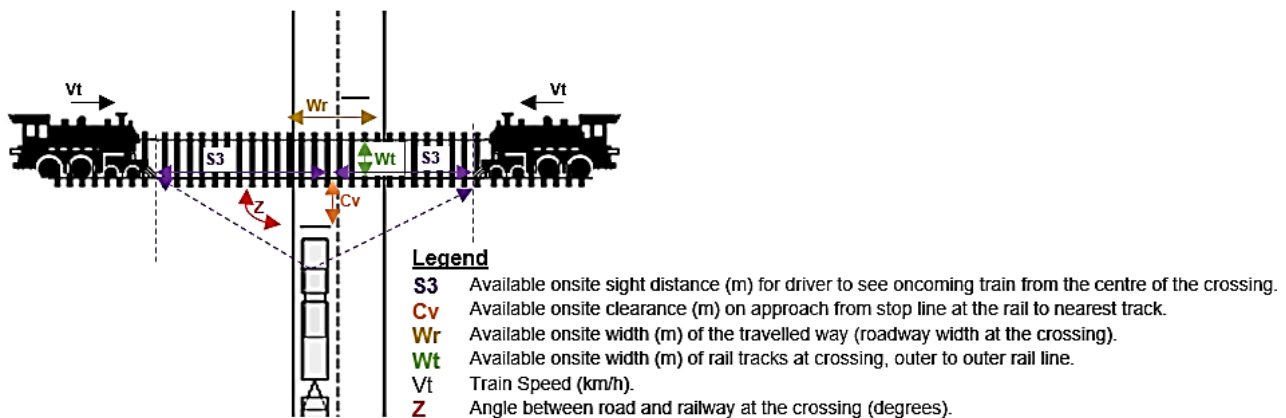 Vt
Vt
Wr
S3
Wt
S3
Z
Cv
Legend
S3 Available onsite sight distance (m) for driver to see oncoming train from the centre of the crossing.
Cv Available onsite clearance (m) on approach from stop line at the rail to nearest track.
Wr Available onsite width (m) of the travelled way (roadway width at the crossing).
Wt Available onsite width (m) of rail tracks at crossing, outer to outer rail line.
Vt Train Speed (km/h).
Z Angle between road and railway at the crossing (degrees).